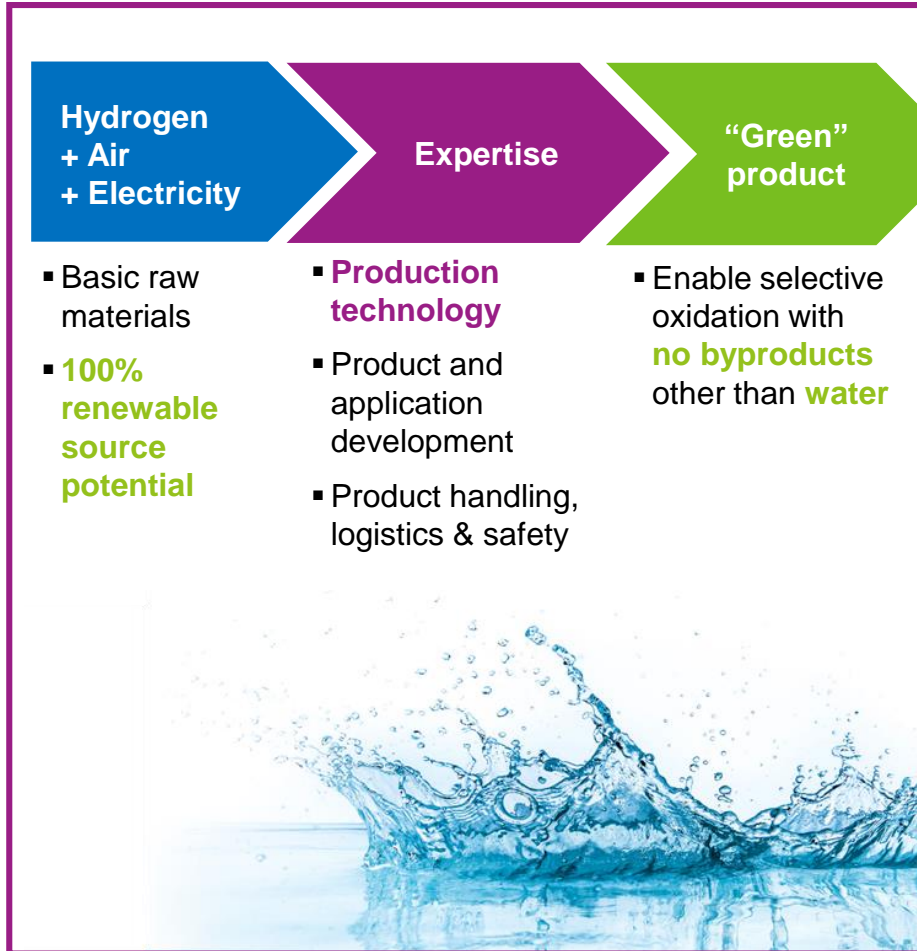 Hydrogen
+ Air
+ Electricity
Expertise
“Green”
product
▪ Basic raw
materials
▪ 100%
renewable
source
potential
▪ Production
technology
▪ Product and
application
development
▪ Product handling,
logistics & safety
▪ Enable selective
oxidation with
no byproducts
other than water